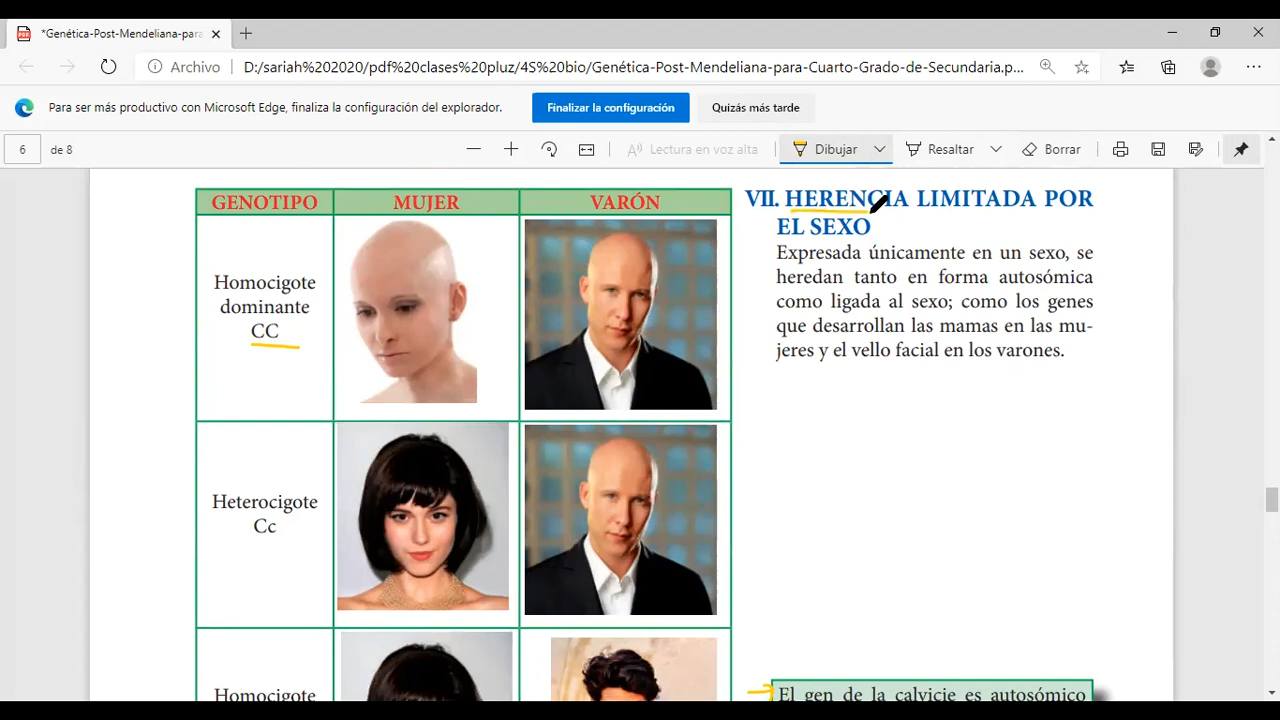 *Genética-Post-Mendeliana-para
Archivo
D:/sariah%202020/pdf%20clases%20pluz/4S%20bio/Genética-Post-Mendeliana-para-Cuarto-Grado-de-Secundaria.p...
Para ser más productivo con Microsoft Edge, finaliza la configuración del explorador.
Finalizar la configuración
Quizás más tarde
6 de 8
Lectura en voz alta
Dibujar
Resaltar
Borrar
GENOTIPO MUJER VARÓN
Homocigote
dominante
CC
Heterocigote
Cc
Homocigote
VII. HERENCIA LIMITADA POR
EL SEXO
Expresada únicamente en un sexo, se
heredan tanto en forma autosómica
como ligada al sexo; como los genes
que desarrollan las mamas en las mu-
jeres y el vello facial en los varones.
El gen de la calvicie es autosómico